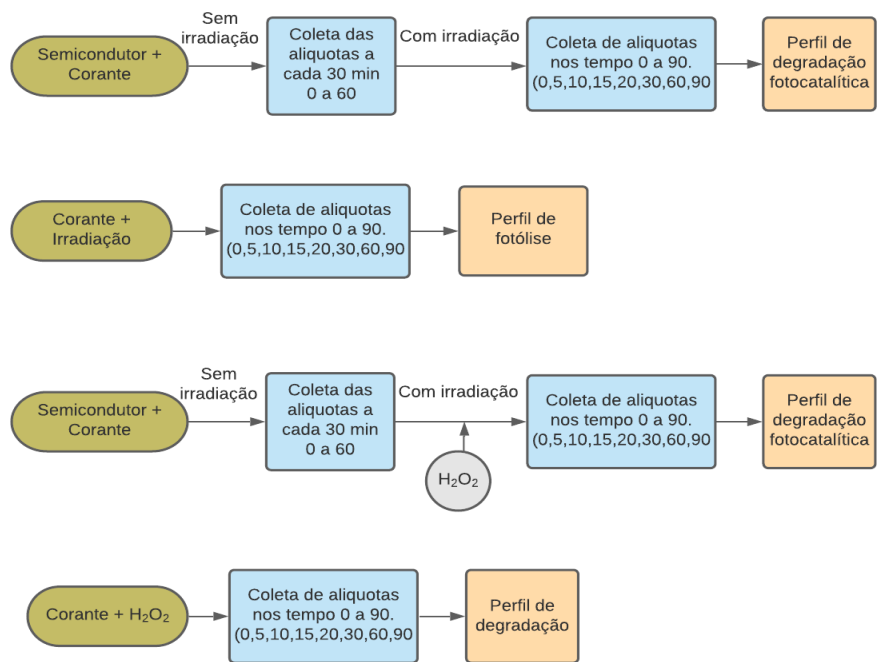 Sem
irradiação
Semicondutor +
Corante
Coleta das
aliquotas a
cada 30 min
0 a 60
Com irradiação
Coleta de aliquotas
nos tempo 0 a 90.
(0,5,10,15,20,30,60,90
Perfil de
degradação
fotocatalítica
Corante +
Irradiação
Coleta de aliquotas
nos tempo 0 a 90.
(0,5,10,15,20,30,60,90
Perfil de
fotólise
Sem
irradiação
Semicondutor +
Corante
Coleta das
aliquotas a
cada 30 min
0 a 60
Com irradiação
H₂O₂
Coleta de aliquotas
nos tempo 0 a 90.
(0,5,10,15,20,30,60,90
Perfil de
degradação
fotocatalítica
Corante + H₂O₂
Coleta de aliquotas
nos tempo 0 a 90.
(0,5,10,15,20,30,60,90
Perfil de
degradação